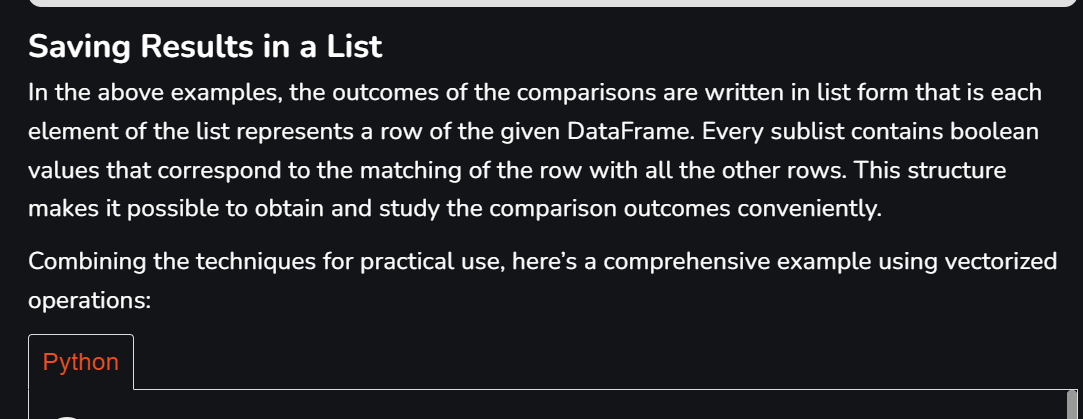 Saving Results in a List
In the above examples, the outcomes of the comparisons are written in list form that is each
element of the list represents a row of the given DataFrame. Every sublist contains boolean
values that correspond to the matching of the row with all the other rows. This structure
makes it possible to obtain and study the comparison outcomes conveniently.
Combining the techniques for practical use, here’s a comprehensive example using vectorized
operations:
Python